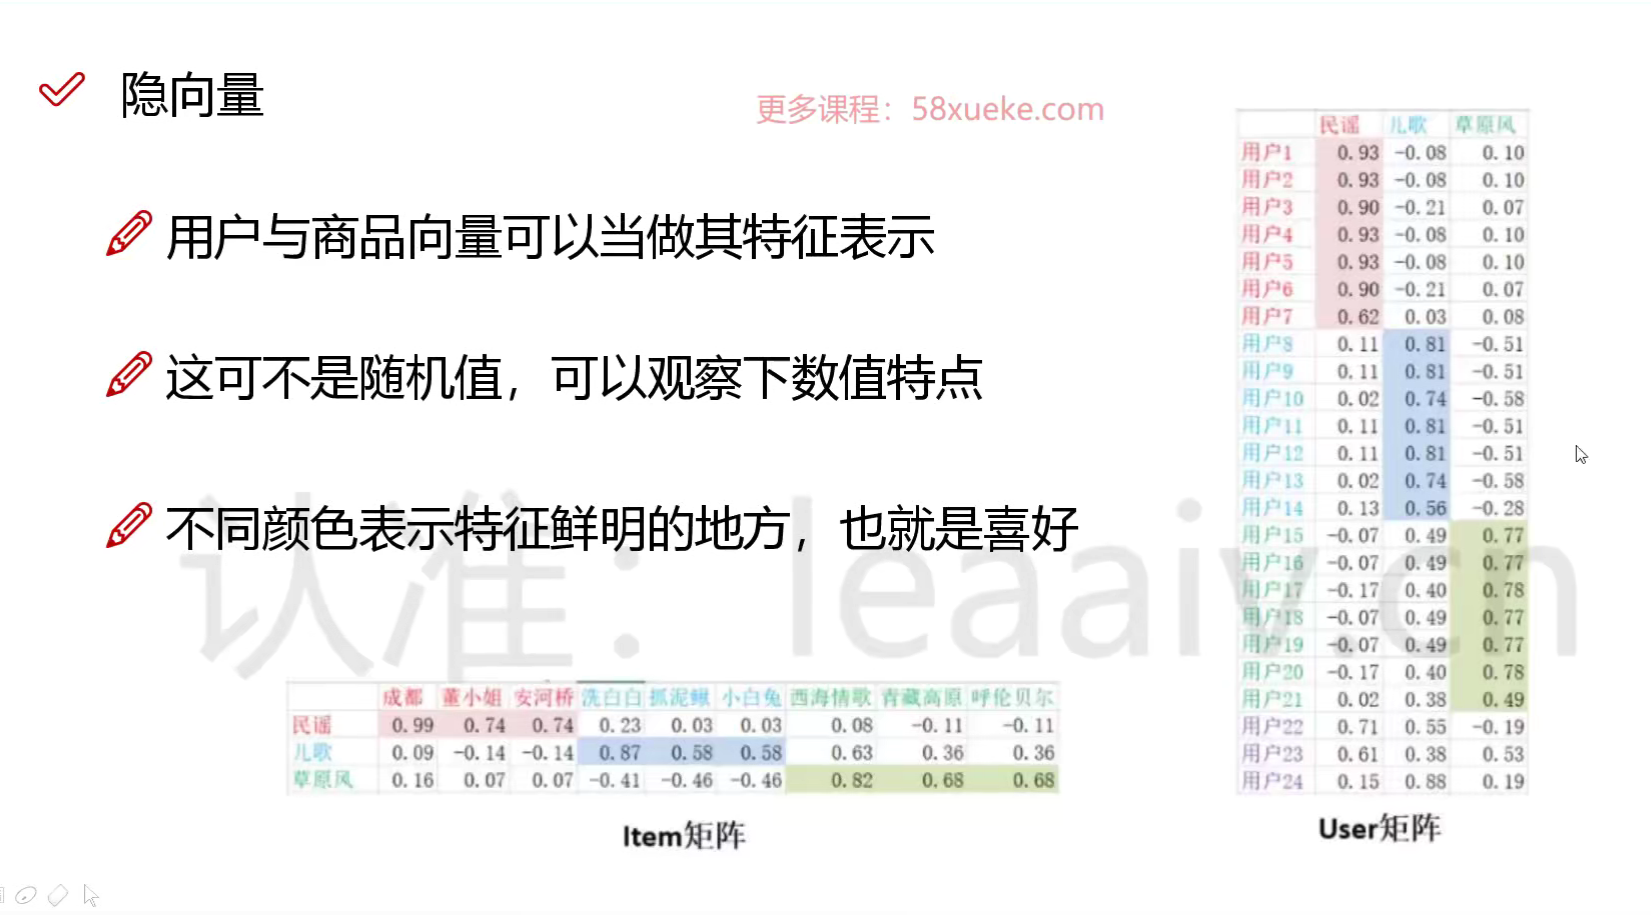 隐向量
更多课程：58xueke.com
用户与商品向量可以当做其特征表示
这可不是随机值，可以观察下数值特点
不同颜色表示特征鲜明的地方，也就是喜好
认准：leaaiv.cn
成都 董小姐 安河桥 洗白白 抓泥鳅 小白兔 西海情歌 青藏高原 呼伦贝尔
民谣 0.99 0.74 0.74 0.23 0.03 0.03 0.08 -0.11 -0.11
儿歌 0.09 -0.14 -0.14 0.87 0.58 0.58 0.63 0.36 0.36
草原风 0.16 0.07 0.07 -0.41 -0.46 -0.46 0.82 0.68 0.68
Item矩阵
民谣 儿歌 草原风
用户1 0.93 -0.08 0.10
用户2 0.93 -0.08 0.10
用户3 0.90 -0.21 0.07
用户4 0.93 -0.08 0.10
用户5 0.93 -0.08 0.10
用户6 0.90 -0.21 0.07
用户7 0.62 0.03 0.08
用户8 0.11 0.81 -0.51
用户9 0.11 0.81 -0.51
用户10 0.02 0.74 -0.58
用户11 0.11 0.81 -0.51
用户12 0.11 0.81 -0.51
用户13 0.02 0.74 -0.58
用户14 0.13 0.56 -0.28
用户15 -0.07 0.49 0.77
用户16 -0.07 0.49 0.77
用户17 -0.17 0.40 0.78
用户18 -0.07 0.49 0.77
用户19 -0.07 0.49 0.77
用户20 -0.17 0.40 0.78
用户21 0.02 0.38 0.49
用户22 0.71 0.55 -0.19
用户23 0.61 0.38 0.53
用户24 0.15 0.88 0.19
User矩阵